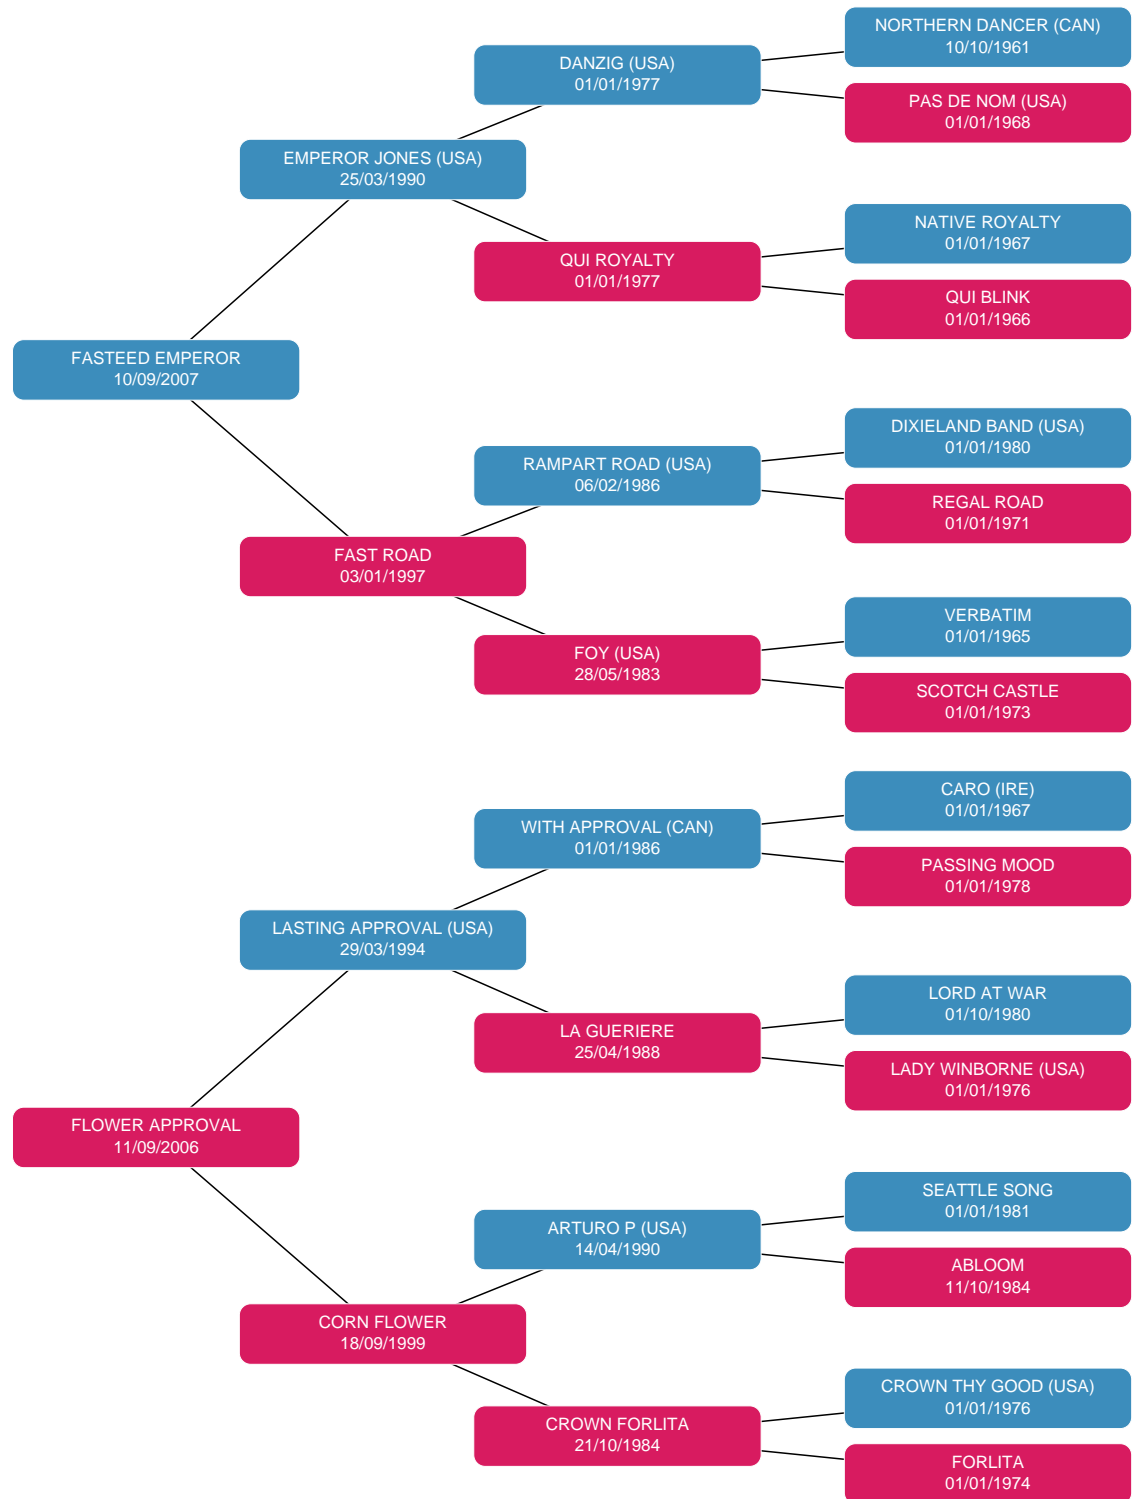 NORTHERN DANCER (CAN)
10/10/1961
DANZIG (USA)
01/01/1977
PAS DE NOM (USA)
01/01/1968
EMPEROR JONES (USA)
25/03/1990
NATIVE ROYALTY
01/01/1967
QUI ROYALTY
01/01/1977
QUI BLINK
01/01/1966
FASTEED EMPEROR
10/09/2007
DIXIELAND BAND (USA)
01/01/1980
RAMPART ROAD (USA)
06/02/1986
REGAL ROAD
01/01/1971
FAST ROAD
03/01/1997
VERBATIM
01/01/1965
FOY (USA)
28/05/1983
SCOTCH CASTLE
01/01/1973
CARO (IRE)
01/01/1967
WITH APPROVAL (CAN)
01/01/1986
PASSING MOOD
01/01/1978
LASTING APPROVAL (USA)
29/03/1994
LORD AT WAR
01/10/1980
LA GUERIERE
25/04/1988
LADY WINBORNE (USA)
01/01/1976
FLOWER APPROVAL
11/09/2006
SEATTLE SONG
01/01/1981
ARTURO P (USA)
14/04/1990
ABLOOM
11/10/1984
CORN FLOWER
18/09/1999
CROWN THY GOOD (USA)
01/01/1976
CROWN FORLITA
21/10/1984
FORLITA
01/01/1974